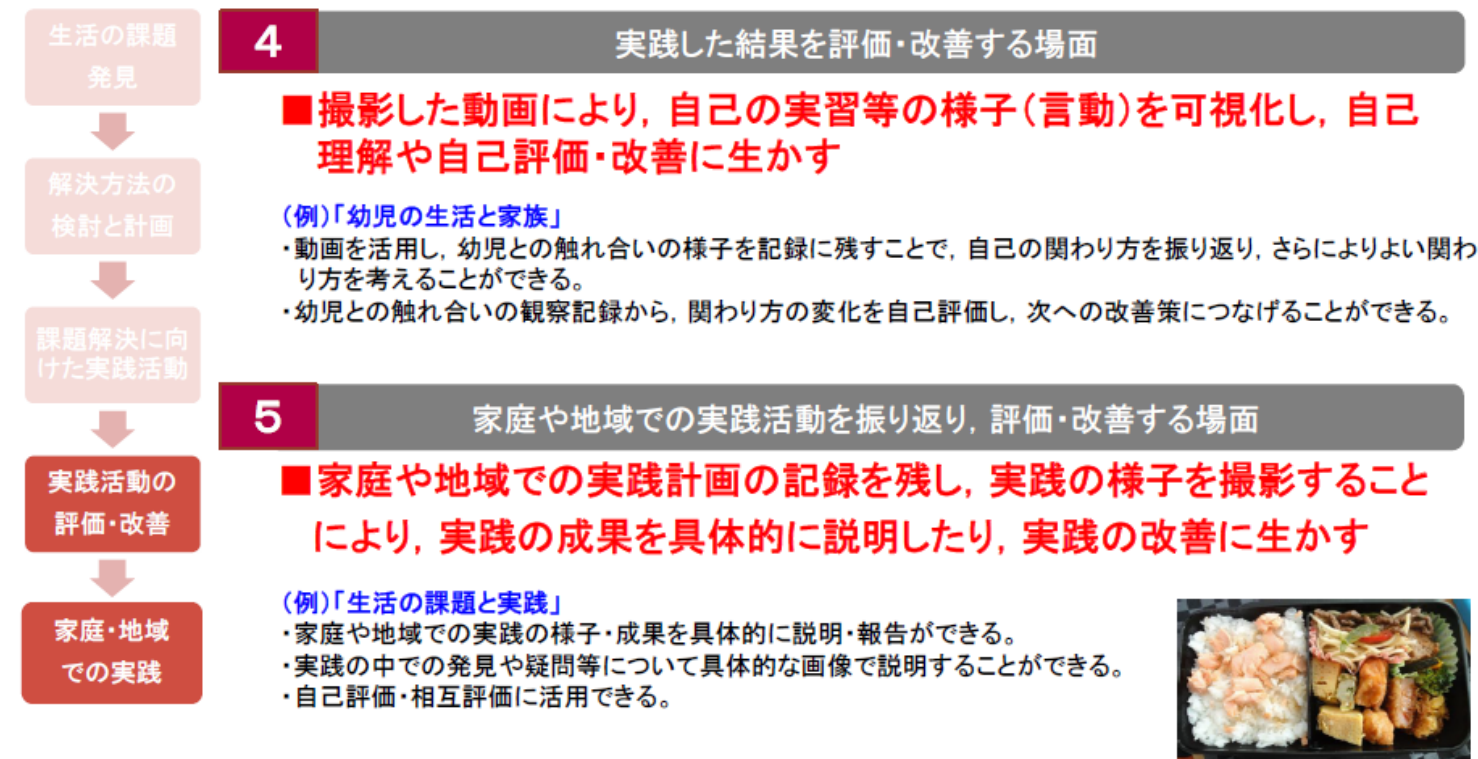 生活の課題
発見
解決方法の
検討と計画
課題解決に向
けた実践活動
実践活動の
評価・改善
家庭・地域
での実践
4
実践した結果を評価・改善する場面
■撮影した動画により，自己の実習等の様子（言動）を可視化し，自己
理解や自己評価・改善に生かす
（例）「幼児の生活と家族」
・動画を活用し，幼児との触れ合いの様子を記録に残すことで，自己の関わり方を振り返り，さらによりよい関わ
り方を考えることができる。
・幼児との触れ合いの観察記録から，関わり方の変化を自己評価し，次への改善策につなげることができる。
5
家庭や地域での実践活動を振り返り，評価・改善する場面
■家庭や地域での実践計画の記録を残し，実践の様子を撮影すること
により，実践の成果を具体的に説明したり，実践の改善に生かす
（例）「生活の課題と実践」
・家庭や地域での実践の様子・成果を具体的に説明・報告ができる。
・実践の中での発見や疑問等について具体的な画像で説明することができる。
・自己評価・相互評価に活用できる。